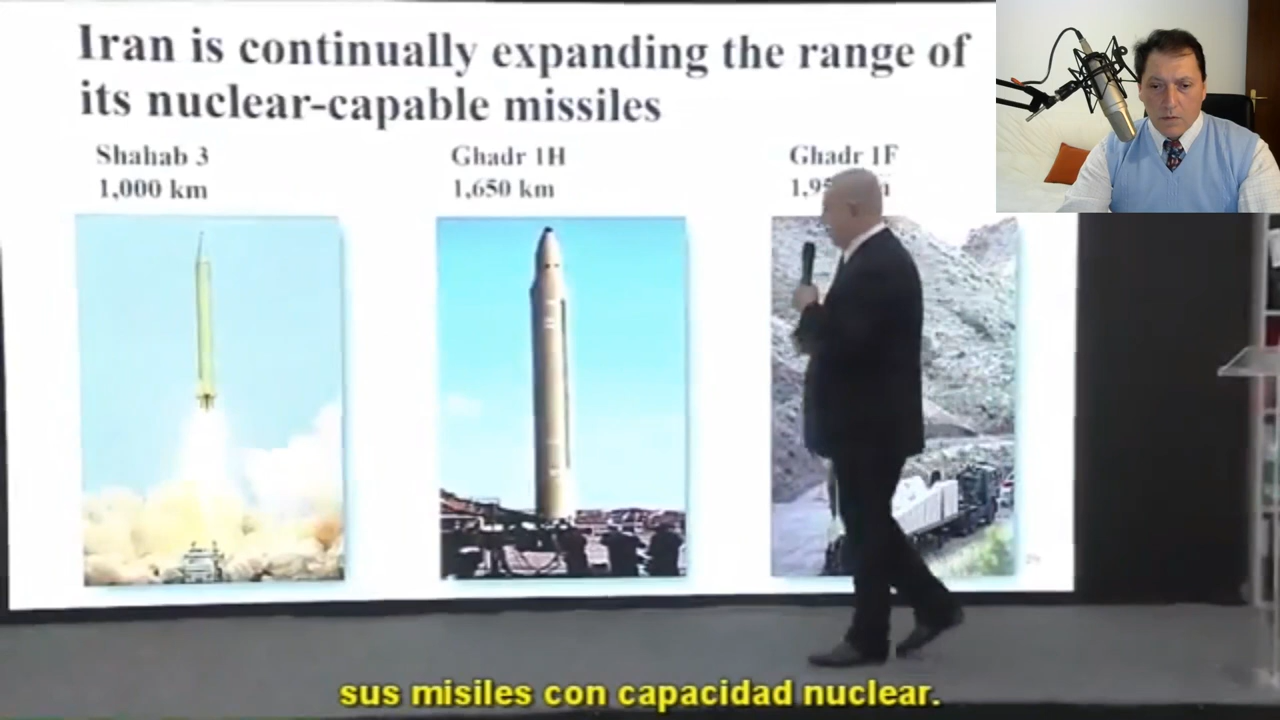 Iran is continually expanding the range of
its nuclear-capable missiles
Shahab 3
1,000 km
Ghadr 1H
1,650 km
Ghadr 1F
sus misiles con capacidad nuclear.